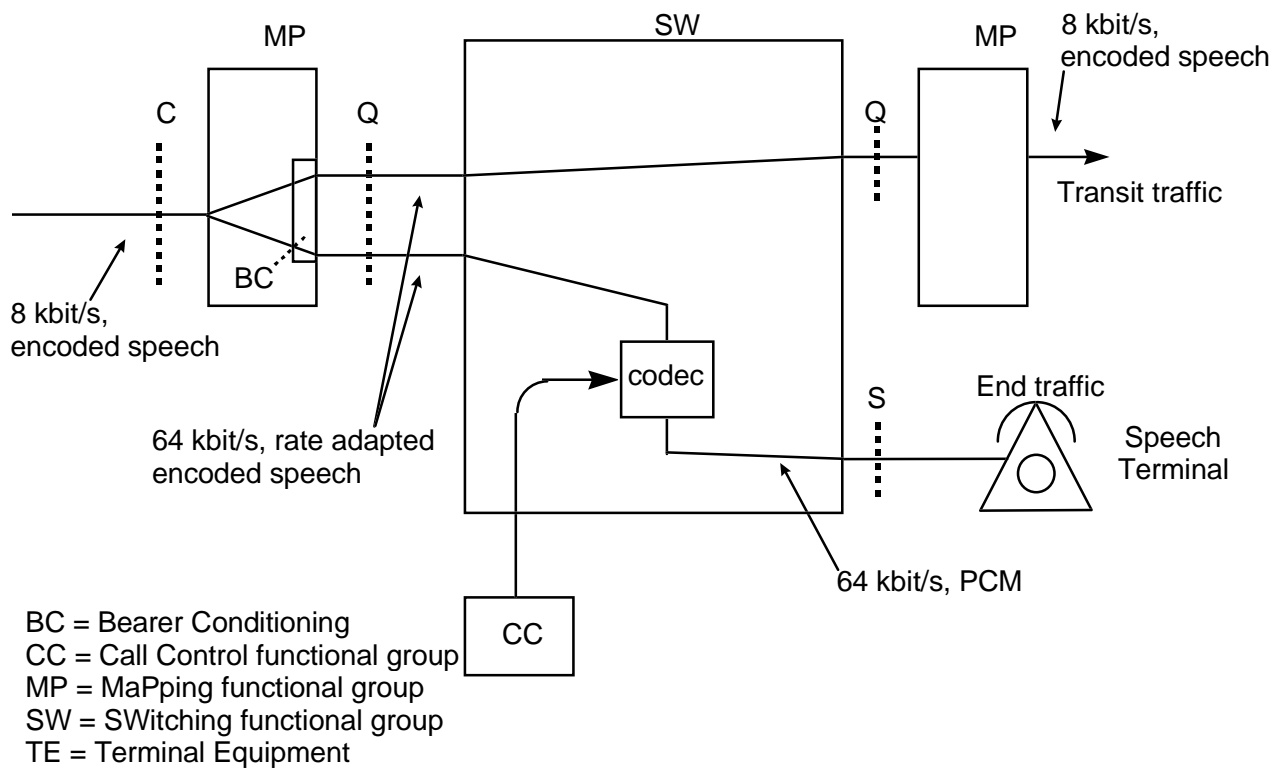 MP
SW
MP
8 kbit/s,
encoded speech
C
Q
Q
Transit traffic
BC
8 kbit/s,
encoded speech
codec
End traffic
S
Speech
Terminal
64 kbit/s, rate adapted
encoded speech
64 kbit/s, PCM
CC
BC = Bearer Conditioning
CC = Call Control functional group
MP = MaPping functional group
SW = SWitching functional group
TE = Terminal Equipment